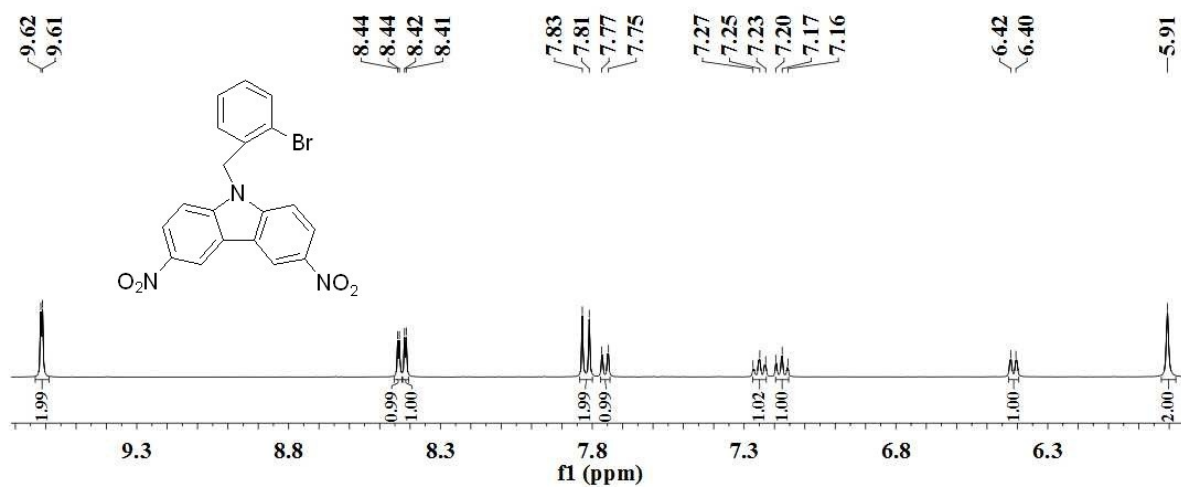 9.62 9.61 8.44 8.44 8.42 8.41 7.83 7.81 7.77 7.75 7.27 7.25 7.23 7.20 7.17 7.16 6.42 6.40 5.91
Br
N
O2N NO2
1.99 0.99 1.00 1.99 0.99 1.02 1.00 1.00 2.00
9.3 8.8 8.3 7.8 7.3 6.8 6.3
f1 (ppm)